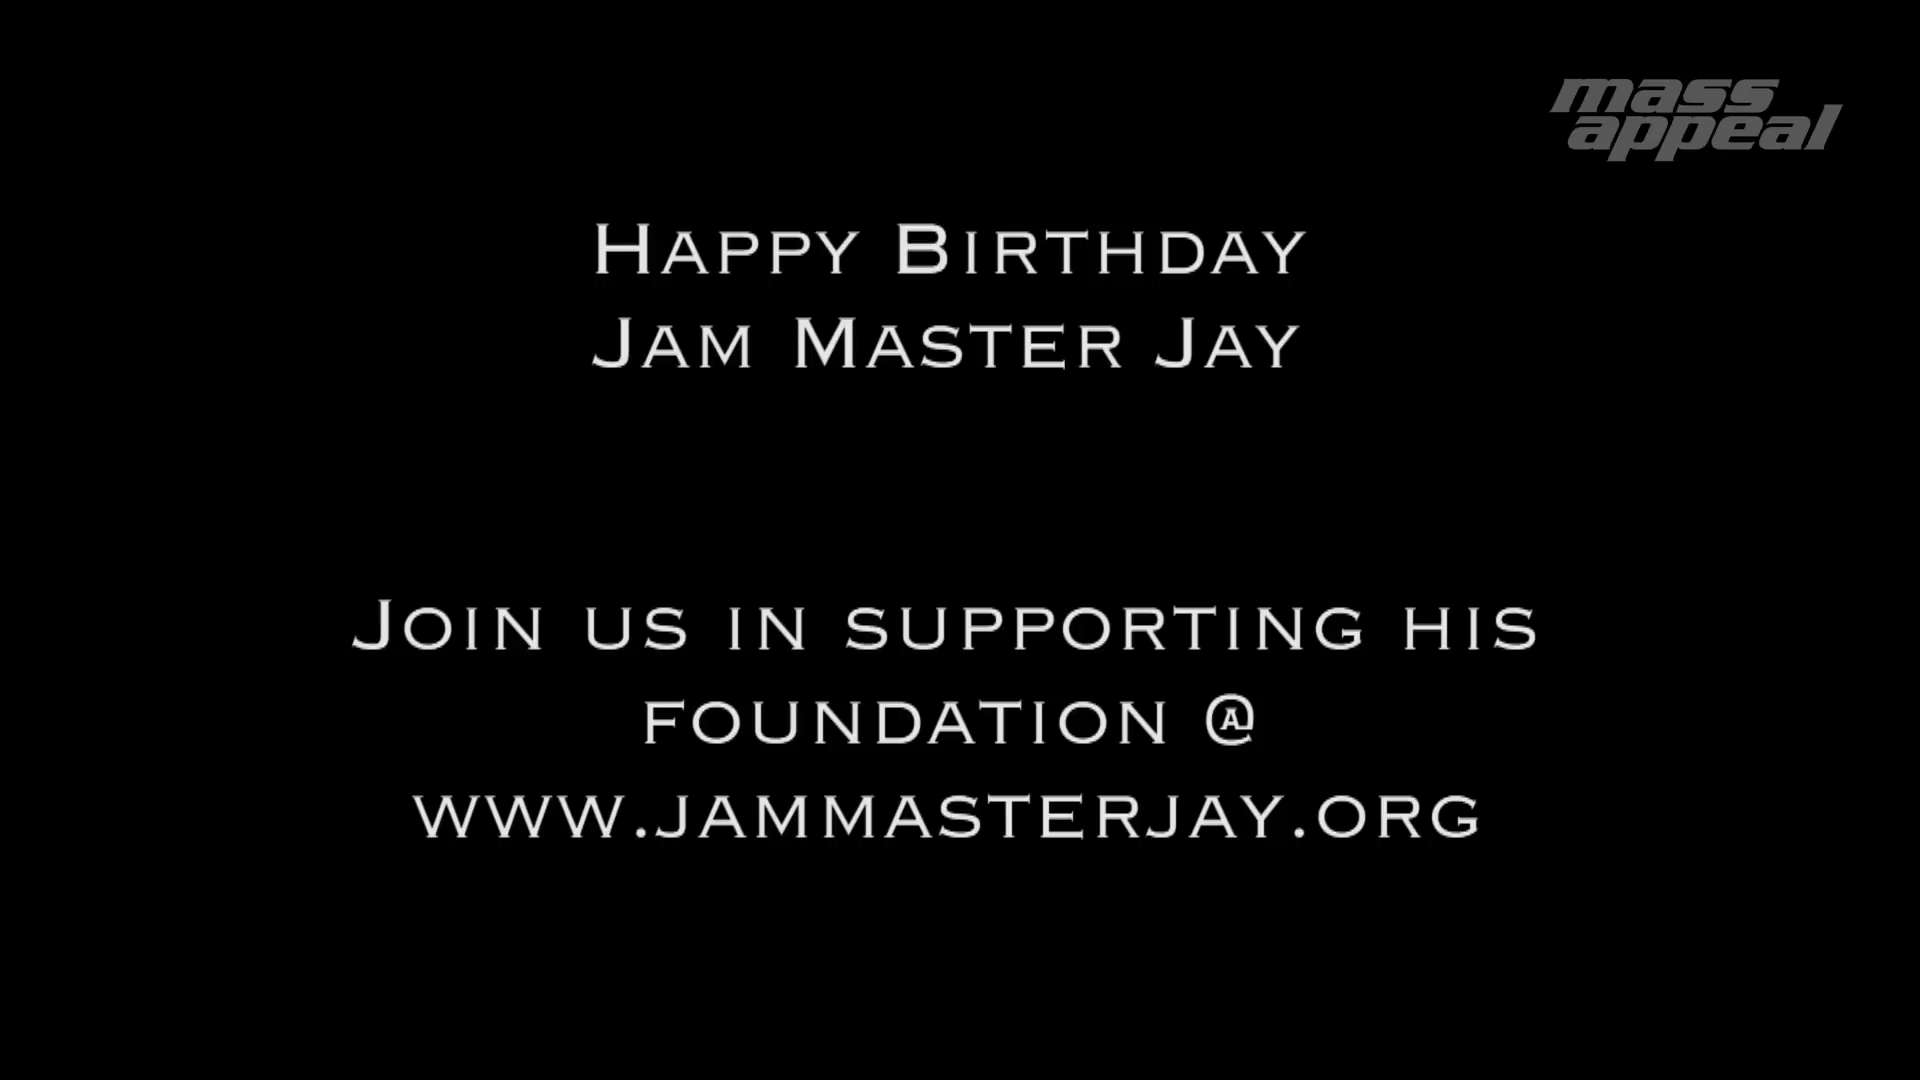 mass
appeal
Happy Birthday
Jam Master Jay
Join us in supporting his
foundation @
www.jammasterjay.org